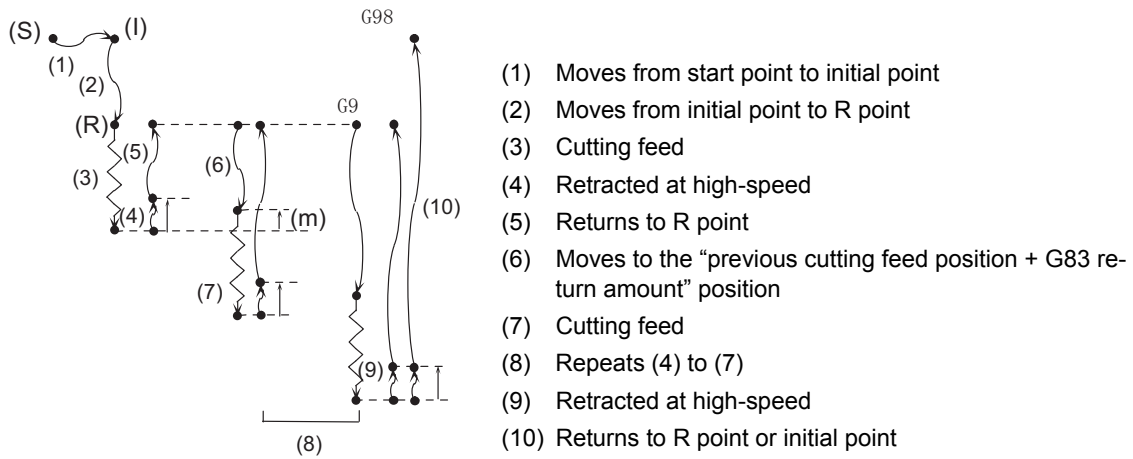 G98
(S)
(I)
(1)
(2)
G9
(R)
(5)
(6)
(3)
(10)
(4)
(m)
(7)
(9)
(8)
(1) Moves from start point to initial point
(2) Moves from initial point to R point
(3) Cutting feed
(4) Retracted at high-speed
(5) Returns to R point
(6) Moves to the “previous cutting feed position + G83 re-
turn amount” position
(7) Cutting feed
(8) Repeats (4) to (7)
(9) Retracted at high-speed
(10) Returns to R point or initial point